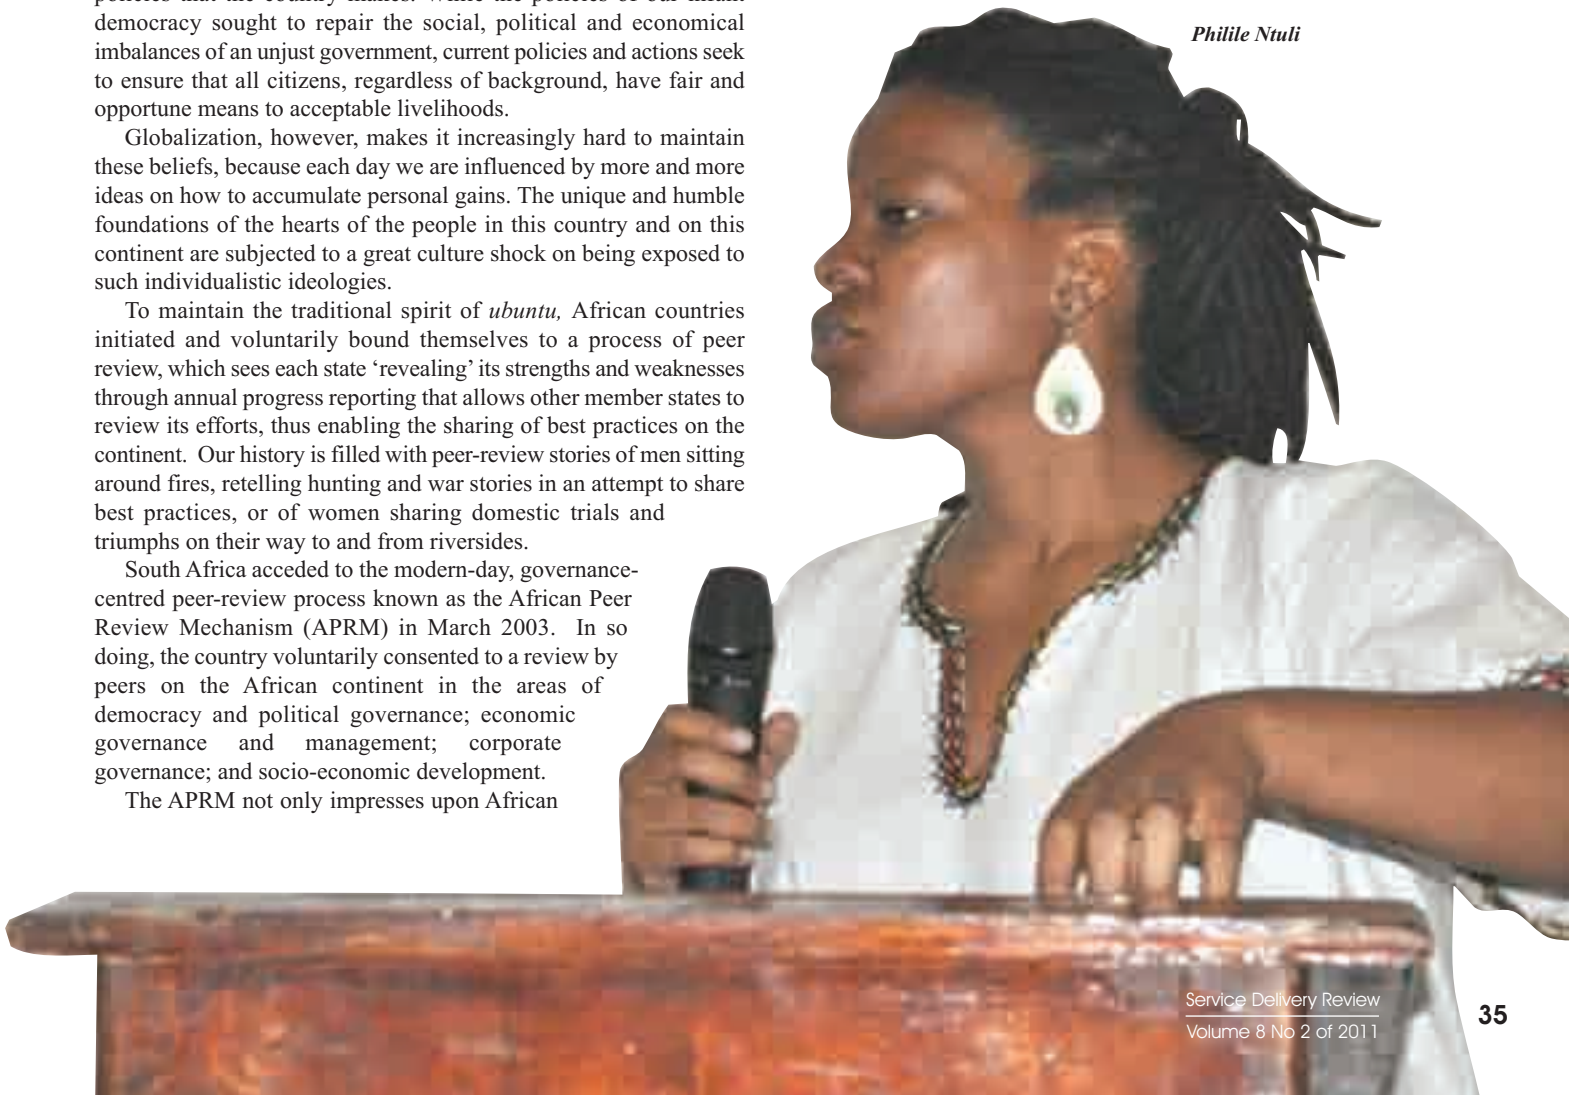 democracy sought to repair the social, political and economical
imbalances of an unjust government, current policies and actions seek
to ensure that all citizens, regardless of background, have fair and
opportune means to acceptable livelihoods.
Globalization, however, makes it increasingly hard to maintain
these beliefs, because each day we are influenced by more and more
ideas on how to accumulate personal gains. The unique and humble
foundations of the hearts of the people in this country and on this
continent are subjected to a great culture shock on being exposed to
such individualistic ideologies.
To maintain the traditional spirit of ubuntu, African countries
initiated and voluntarily bound themselves to a process of peer
review, which sees each state ‘revealing’ its strengths and weaknesses
through annual progress reporting that allows other member states to
review its efforts, thus enabling the sharing of best practices on the
continent. Our history is filled with peer-review stories of men sitting
around fires, retelling hunting and war stories in an attempt to share
best practices, or of women sharing domestic trials and
triumphs on their way to and from riversides.
South Africa acceded to the modern-day, governance-
centred peer-review process known as the African Peer
Review Mechanism (APRM) in March 2003. In so
doing, the country voluntarily consented to a review by
peers on the African continent in the areas of
democracy and political governance; economic
governance and management; corporate
governance; and socio-economic development.
The APRM not only impresses upon African
Philile Ntuli
Service Delivery Review
Volume 8 No 2 of 2011
35